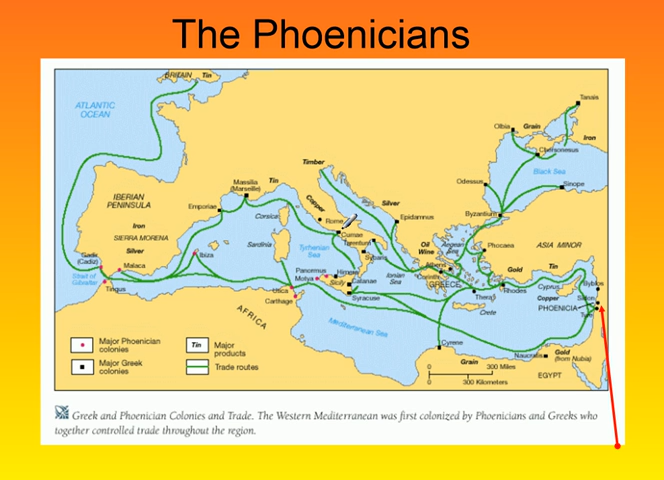 The Phoenicians
BRITAIN Tin
ATLANTIC
OCEAN
Tanais
Olbia Grain
Chersonesus
Iron
Timber
Black Sea
Massilia
(Marseille)
Tin
Odessus
Sinope
IBERIAN
PENINSULA
Emporiae
Corsica
Copper
Rome
Silver
Epidamnus
Byzantium
Iron
SIERRA MORENA
Silver
Sardinia
Cumae
Tarentum
Tyrrhenian
Sea
Sybaris
Oil
Wine
Aegean
Sea
Phocaea
ASIA MINOR
Gadir
(Cadiz)
Malaca
Ibiza
Panormus
Motya
Himera
Sicily
Catanae
Syracuse
Ionian
Sea
Athens
Corinth
GREECE
Thera
Rhodes
Gold
Tin
Cyprus
Copper
Byblos
Sidon
PHOENICIA
Tyre
Strait of
Gibraltar
Tingus
Utica
Carthage
Crete
AFRICA
Mediterranean Sea
Cyrene
Grain
Naucratis
Gold
(from Nubia)
EGYPT
Major Phoenician
colonies
Tin
Major
products
Major Greek
colonies
Trade routes
0 300 Miles
0 300 Kilometers
Greek and Phoenician Colonies and Trade. The Western Mediterranean was first colonized by Phoenicians and Greeks who
together controlled trade throughout the region.